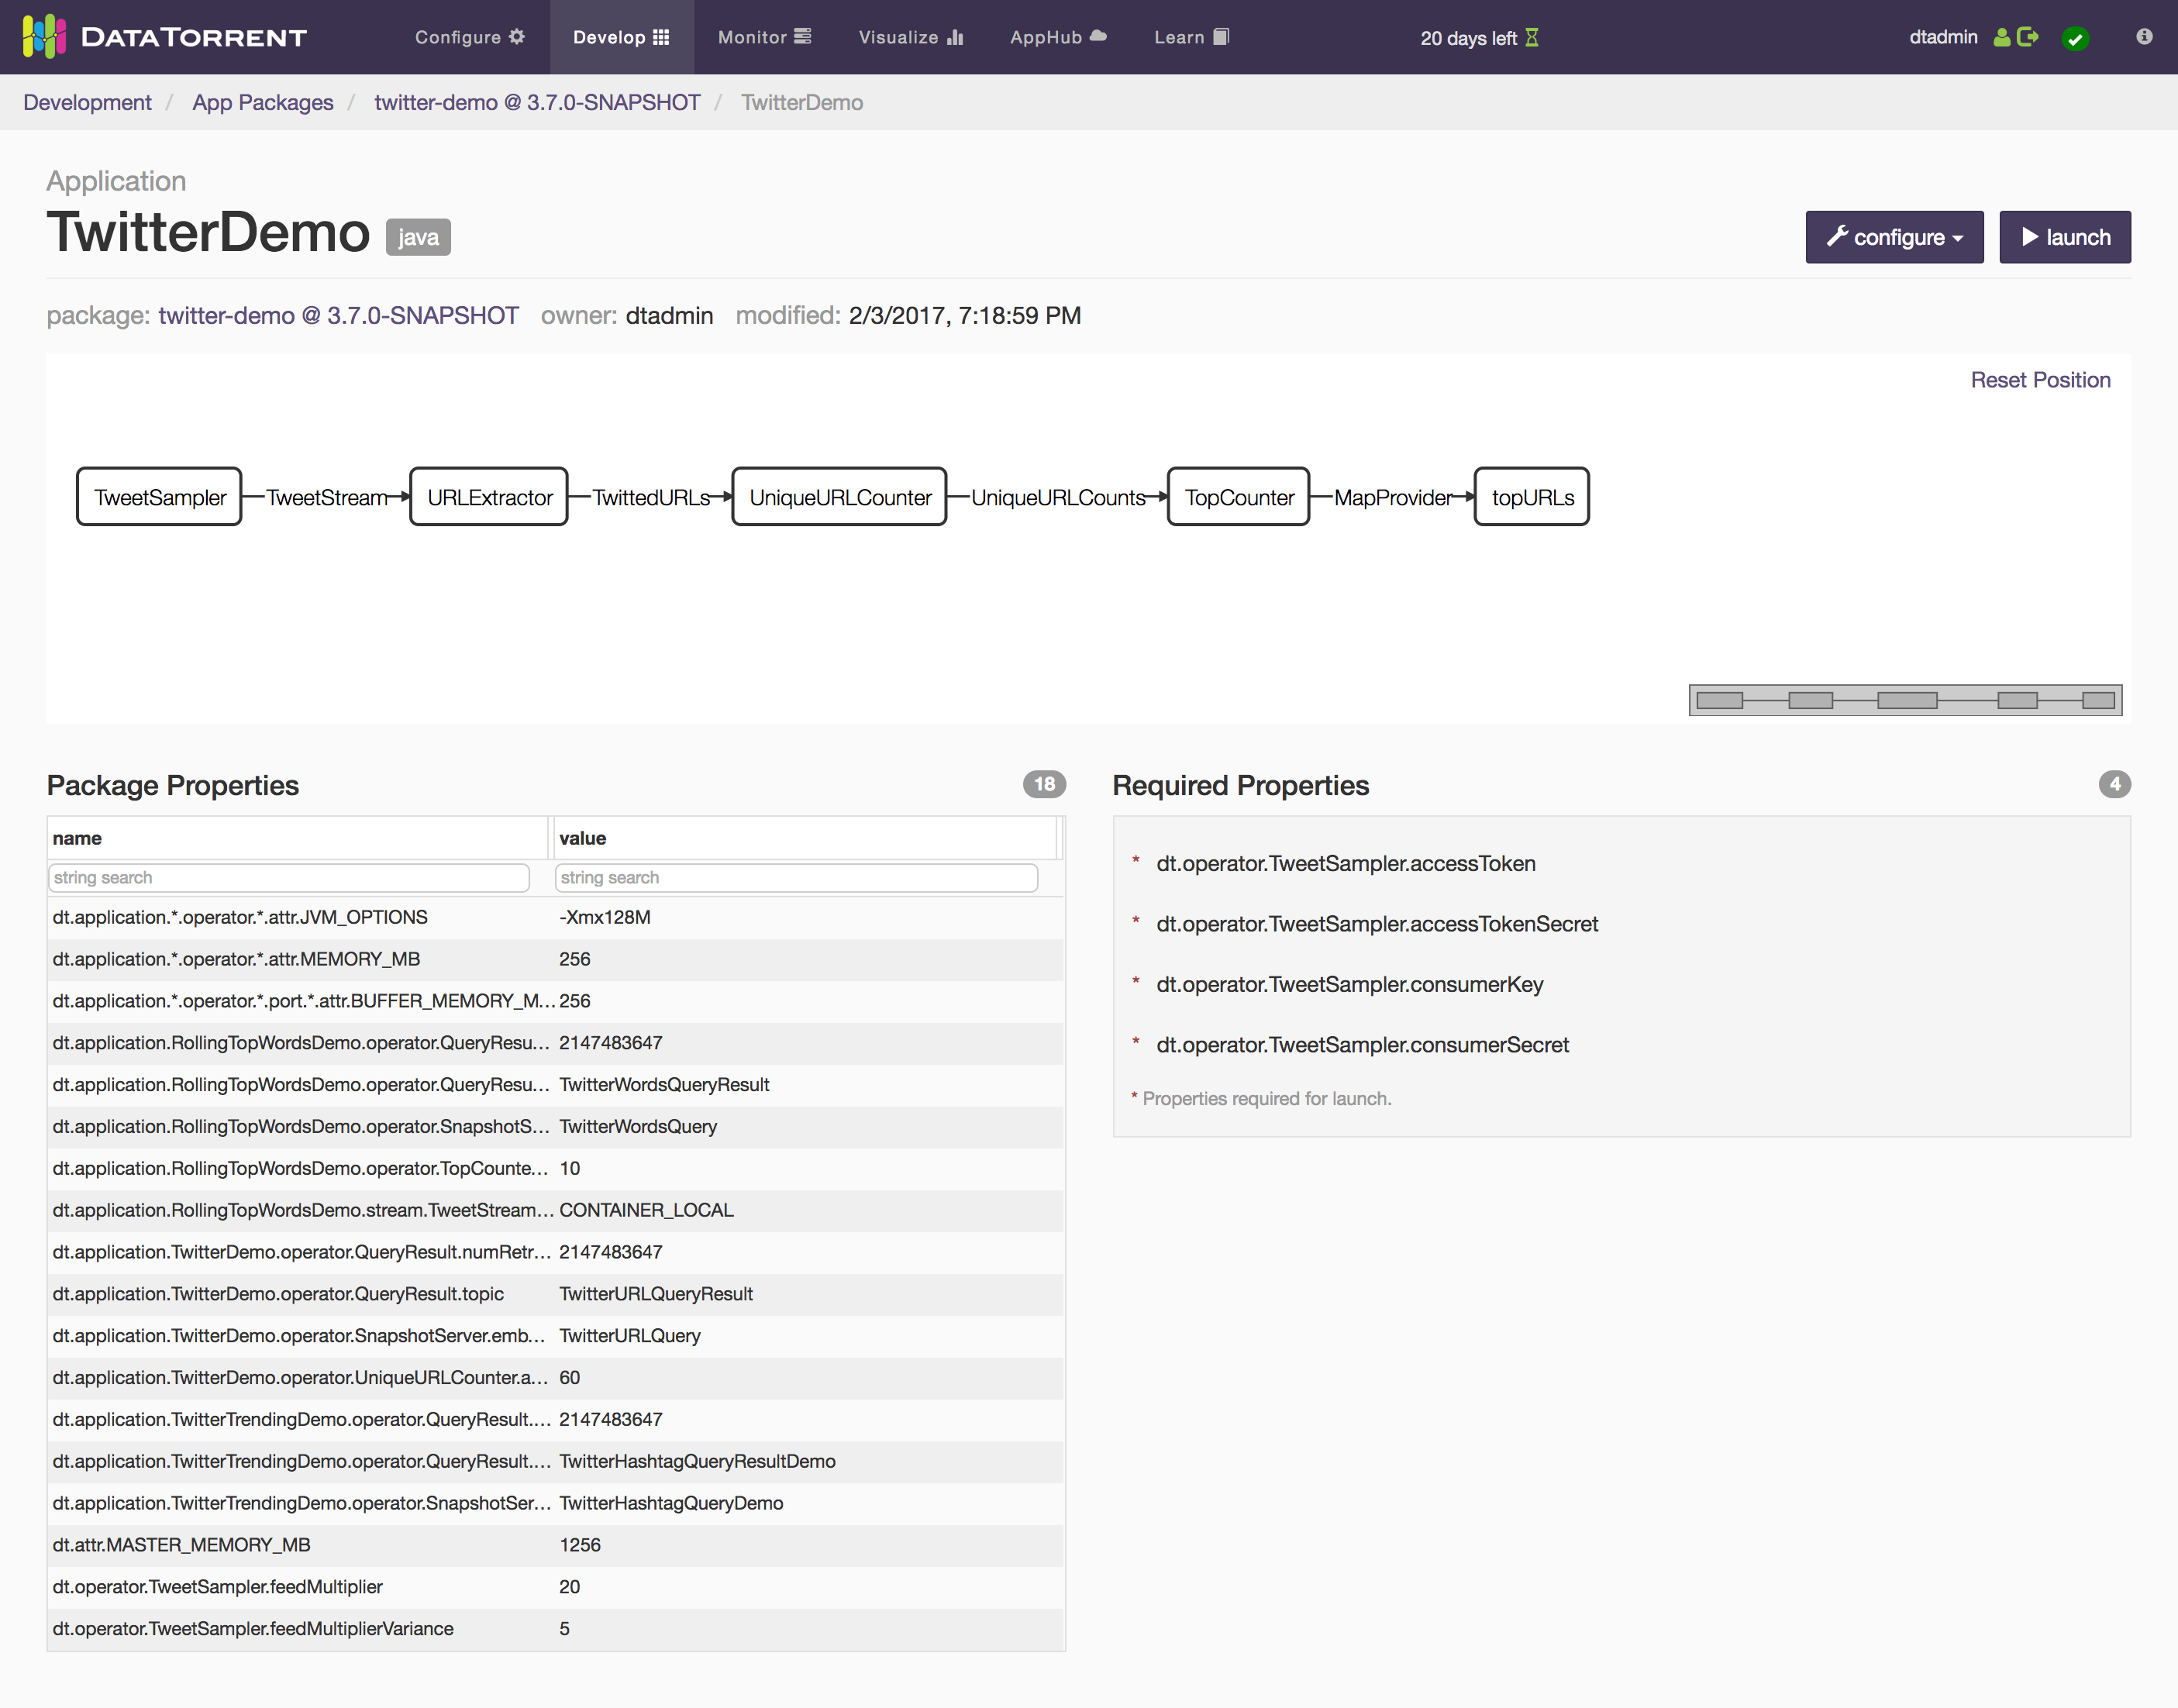 DATATORRENT Configure Develop Monitor Visualize AppHub Learn 20 days left dtadmin
Development / App Packages / twitter-demo @ 3.7.0-SNAPSHOT / TwitterDemo
Application
TwitterDemo java configure launch
package: twitter-demo @ 3.7.0-SNAPSHOT owner: dtadmin modified: 2/3/2017, 7:18:59 PM
Reset Position
TweetSampler TweetStream URLExtractor TwittedURLs UniqueURLCounter UniqueURLCounts TopCounter MapProvider topURLs
Package Properties 18
name value
string search string search
dt.application.*.operator.*.attr.JVM_OPTIONS -Xmx128M
dt.application.*.operator.*.attr.MEMORY_MB 256
dt.application.*.operator.*.port.*.attr.BUFFER_MEMORY_M... 256
dt.application.RollingTopWordsDemo.operator.QueryResu... 2147483647
dt.application.RollingTopWordsDemo.operator.QueryResu... TwitterWordsQueryResult
dt.application.RollingTopWordsDemo.operator.SnapshotS... TwitterWordsQuery
dt.application.RollingTopWordsDemo.operator.TopCounte... 10
dt.application.RollingTopWordsDemo.stream.TweetStream... CONTAINER_LOCAL
dt.application.TwitterDemo.operator.QueryResult.numRetr... 2147483647
dt.application.TwitterDemo.operator.QueryResult.topic TwitterURLQueryResult
dt.application.TwitterDemo.operator.SnapshotServer.emb... TwitterURLQuery
dt.application.TwitterDemo.operator.UniqueURLCounter.a... 60
dt.application.TwitterTrendingDemo.operator.QueryResult.... 2147483647
dt.application.TwitterTrendingDemo.operator.QueryResult.... TwitterHashtagQueryResultDemo
dt.application.TwitterTrendingDemo.operator.SnapshotSer... TwitterHashtagQueryDemo
dt.attr.MASTER_MEMORY_MB 1256
dt.operator.TweetSampler.feedMultiplier 20
dt.operator.TweetSampler.feedMultiplierVariance 5
Required Properties 4
* dt.operator.TweetSampler.accessToken
* dt.operator.TweetSampler.accessTokenSecret
* dt.operator.TweetSampler.consumerKey
* dt.operator.TweetSampler.consumerSecret
* Properties required for launch.